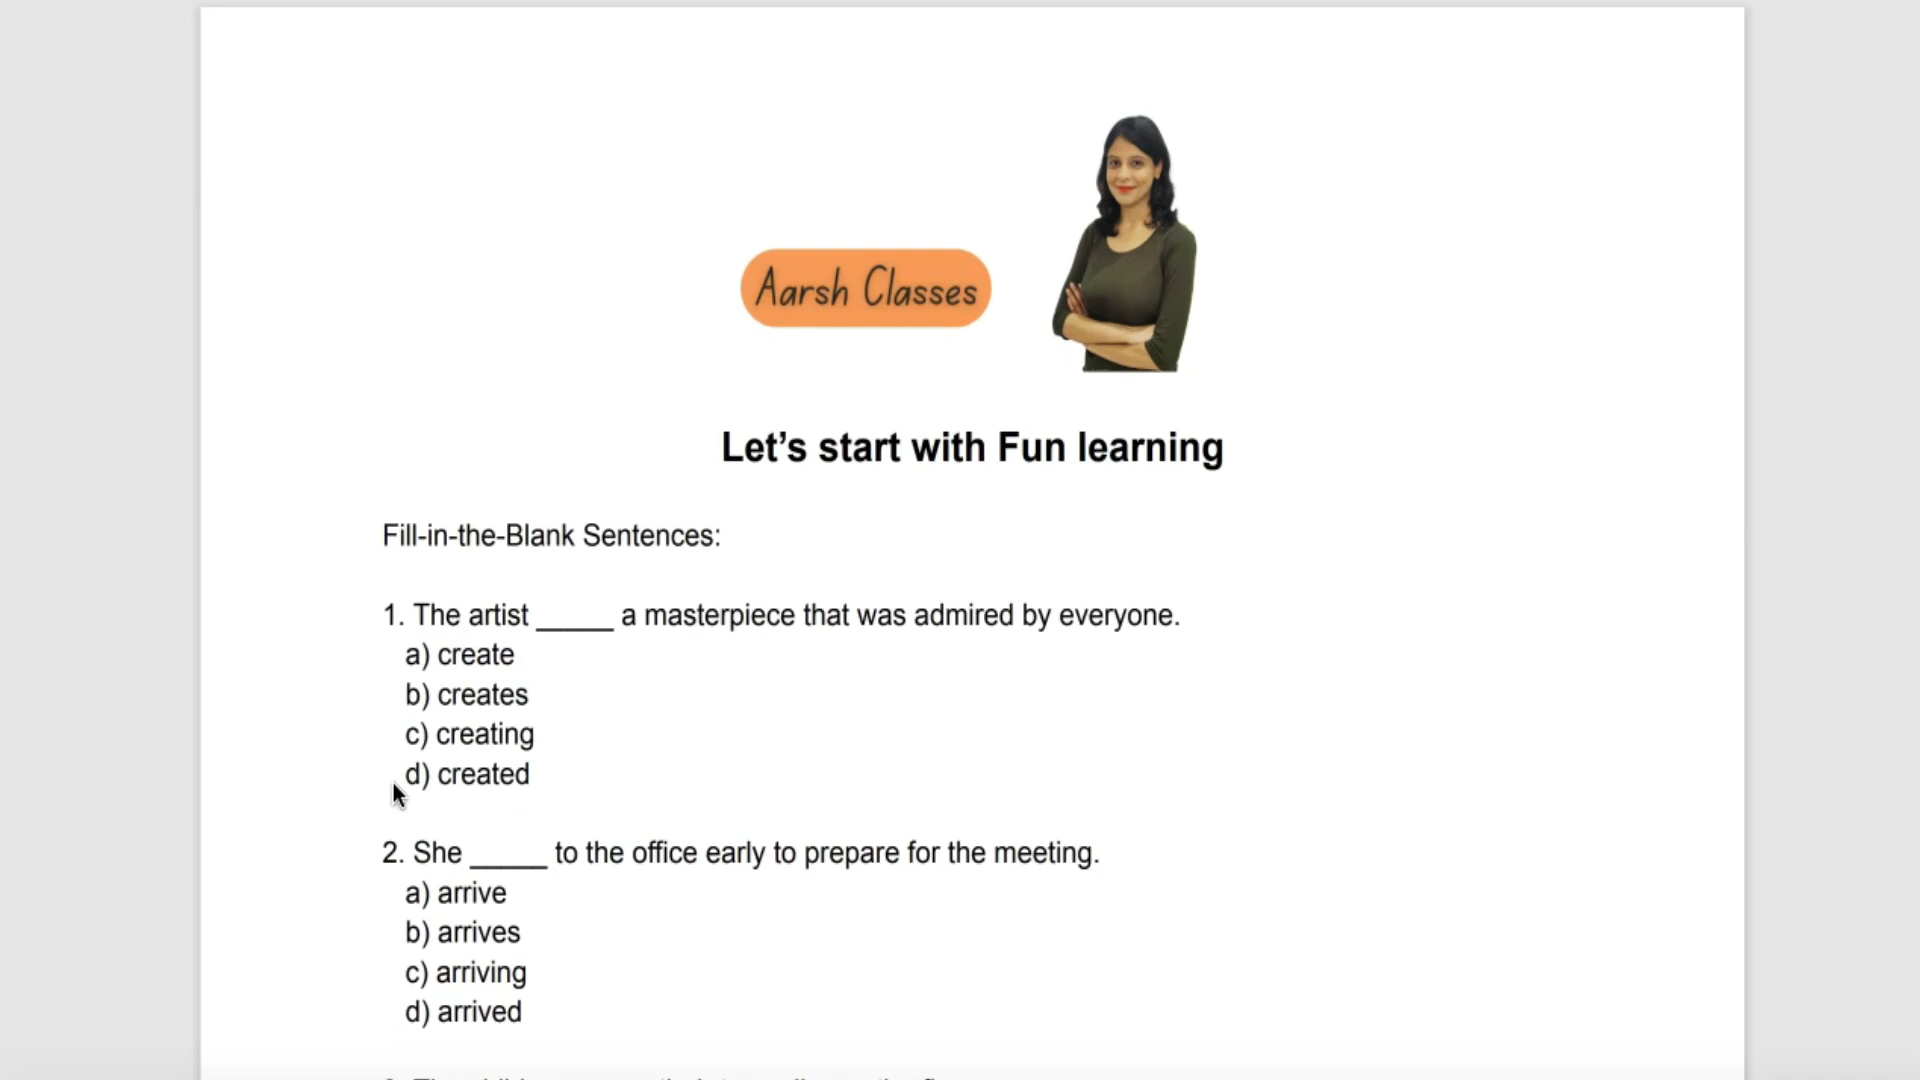 Aarsh Classes
Let’s start with Fun learning
Fill-in-the-Blank Sentences:
1. The artist _____ a masterpiece that was admired by everyone.
a) create
b) creates
c) creating
d) created
2. She _____ to the office early to prepare for the meeting.
a) arrive
b) arrives
c) arriving
d) arrived